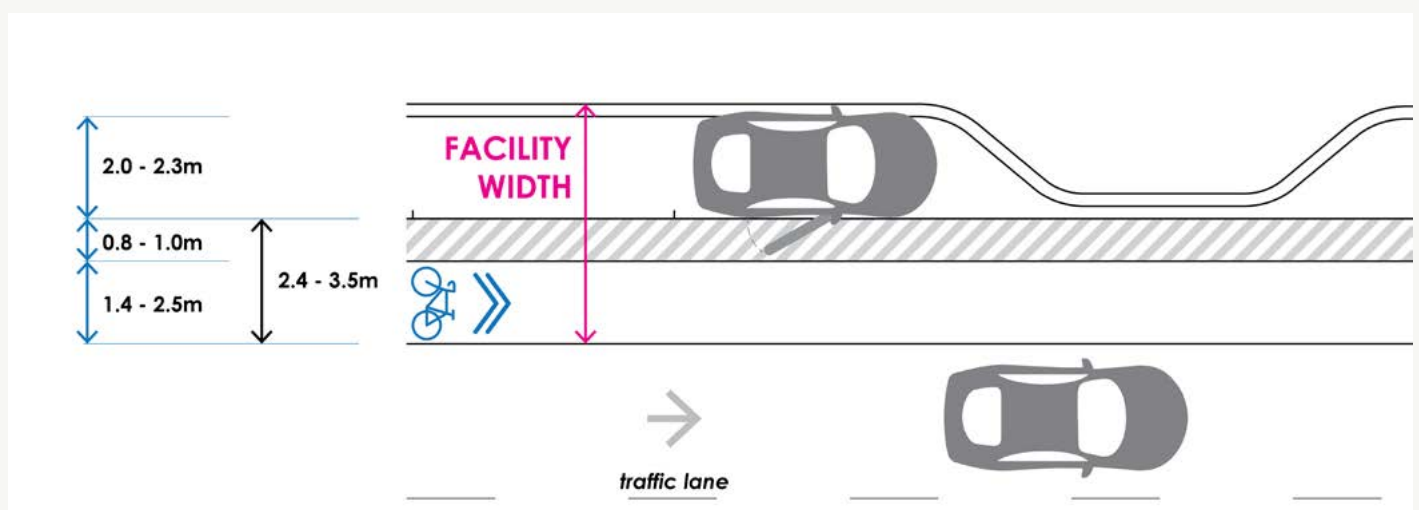 FACILITY
WIDTH
2.0 - 2.3m
0.8 - 1.0m
2.4 - 3.5m
1.4 - 2.5m
traffic lane